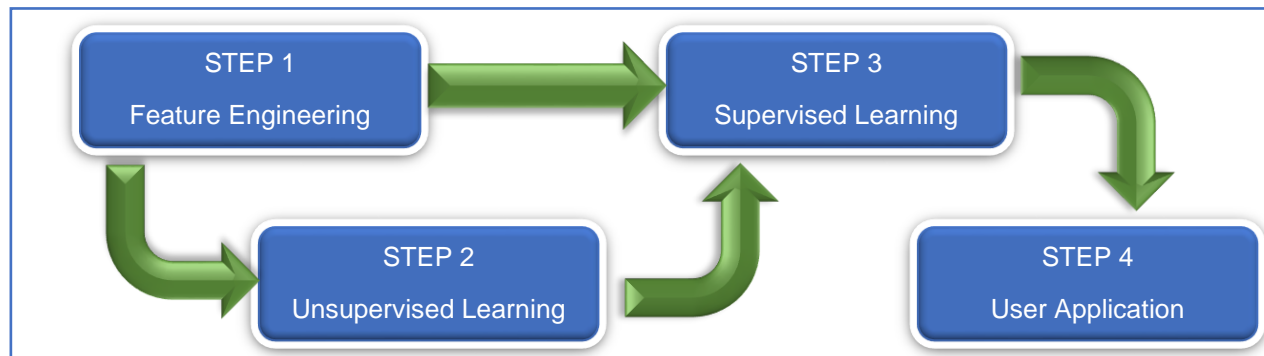 STEP 1
Feature Engineering
STEP 3
Supervised Learning
STEP 2
Unsupervised Learning
STEP 4
User Application